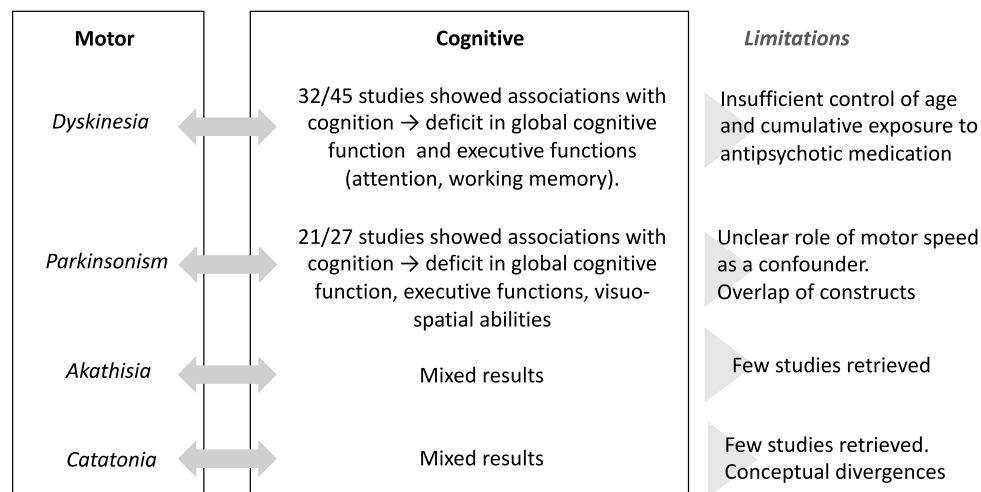 Motor
Cognitive
Limitations
Dyskinesia
32/45 studies showed associations with
cognition → deficit in global cognitive
function and executive functions
(attention, working memory).
Insufficient control of age
and cumulative exposure to
antipsychotic medication
Parkinsonism
21/27 studies showed associations with
cognition → deficit in global cognitive
function, executive functions, visuo-
spatial abilities
Unclear role of motor speed
as a confounder.
Overlap of constructs
Akathisia
Mixed results
Few studies retrieved
Catatonia
Mixed results
Few studies retrieved.
Conceptual divergences